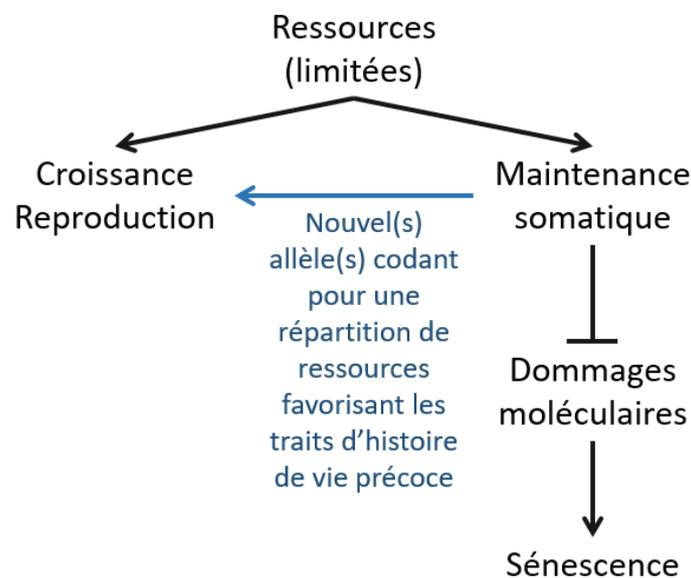 Ressources
(limitées)
Croissance
Reproduction
Maintenance
somatique
Nouvel(s)
allèle(s) codant
pour une
répartition de
ressources
favorisant les
traits d'histoire
de vie précoce
Dommages
moléculaires
Sénescence